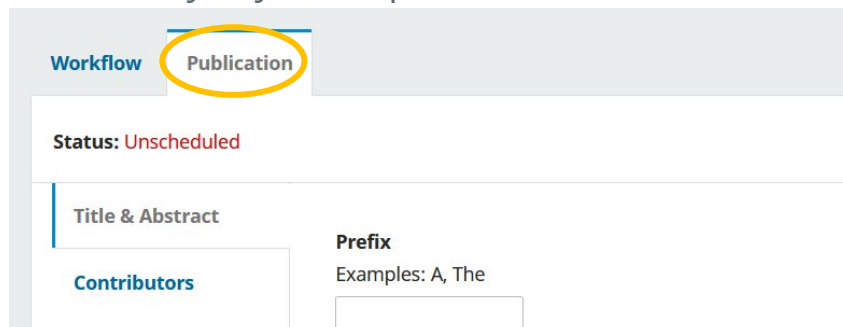 Workflow Publication
Status: Unscheduled
Title & Abstract
Contributors
Prefix
Examples: A, The